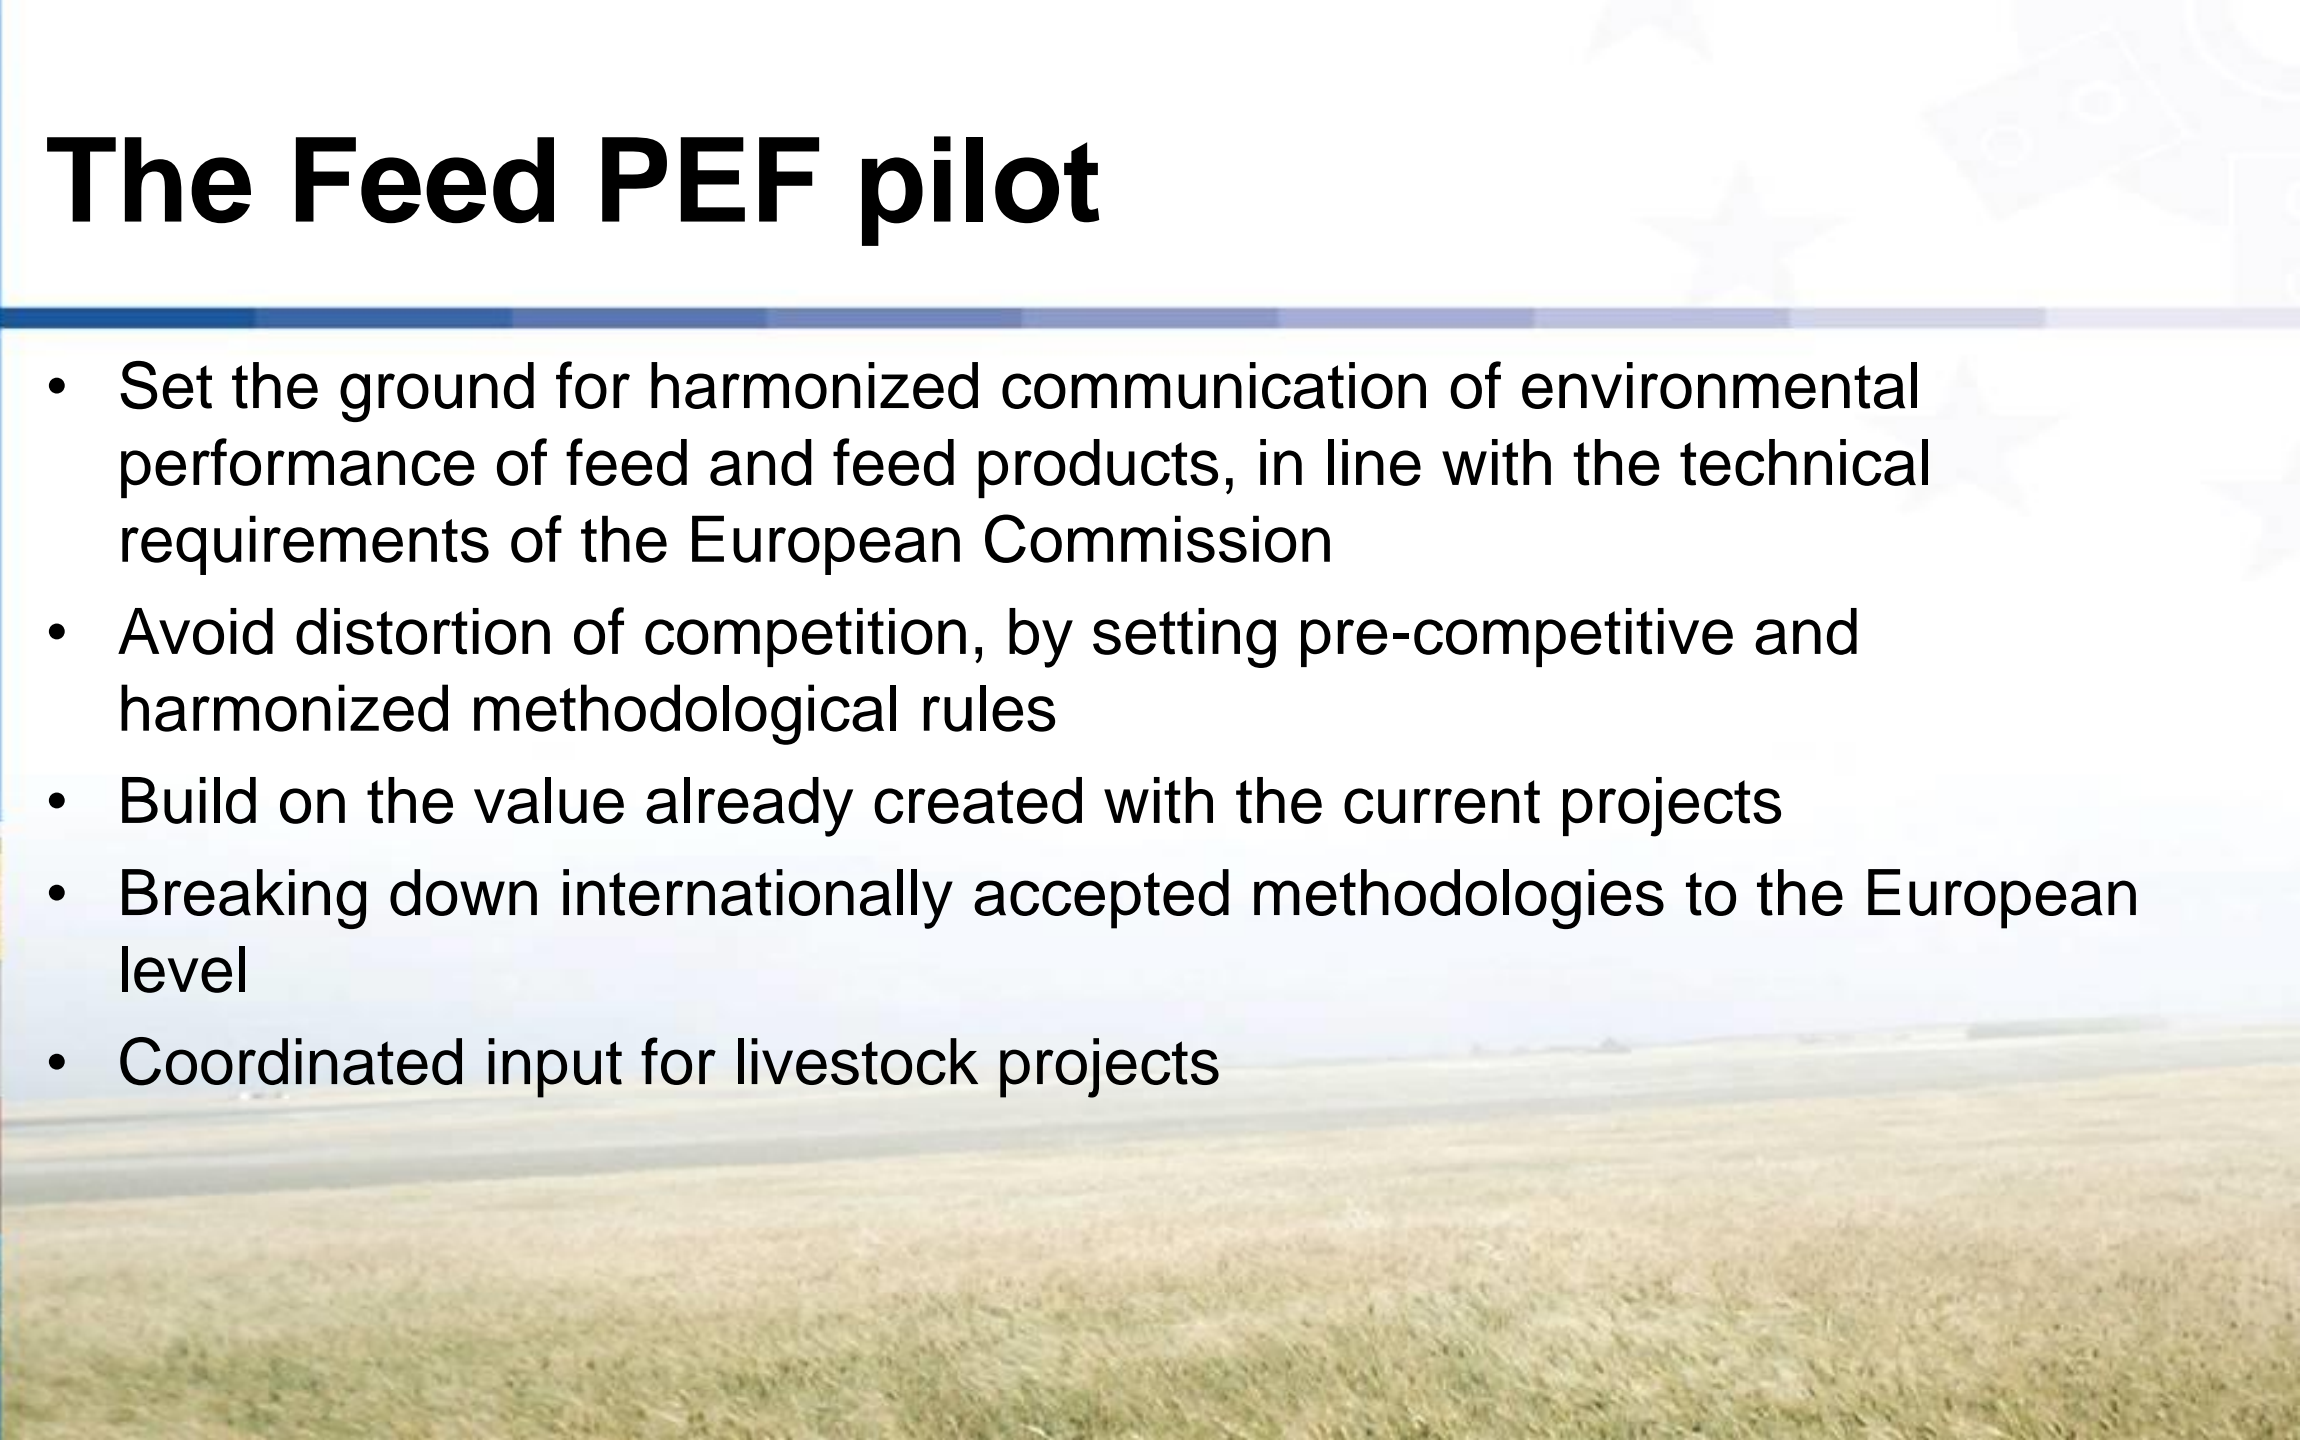 The Feed PEF pilot
• Set the ground for harmonized communication of environmental
performance of feed and feed products, in line with the technical
requirements of the European Commission
• Avoid distortion of competition, by setting pre-competitive and
harmonized methodological rules
• Build on the value already created with the current projects
• Breaking down internationally accepted methodologies to the European
level
• Coordinated input for livestock projects